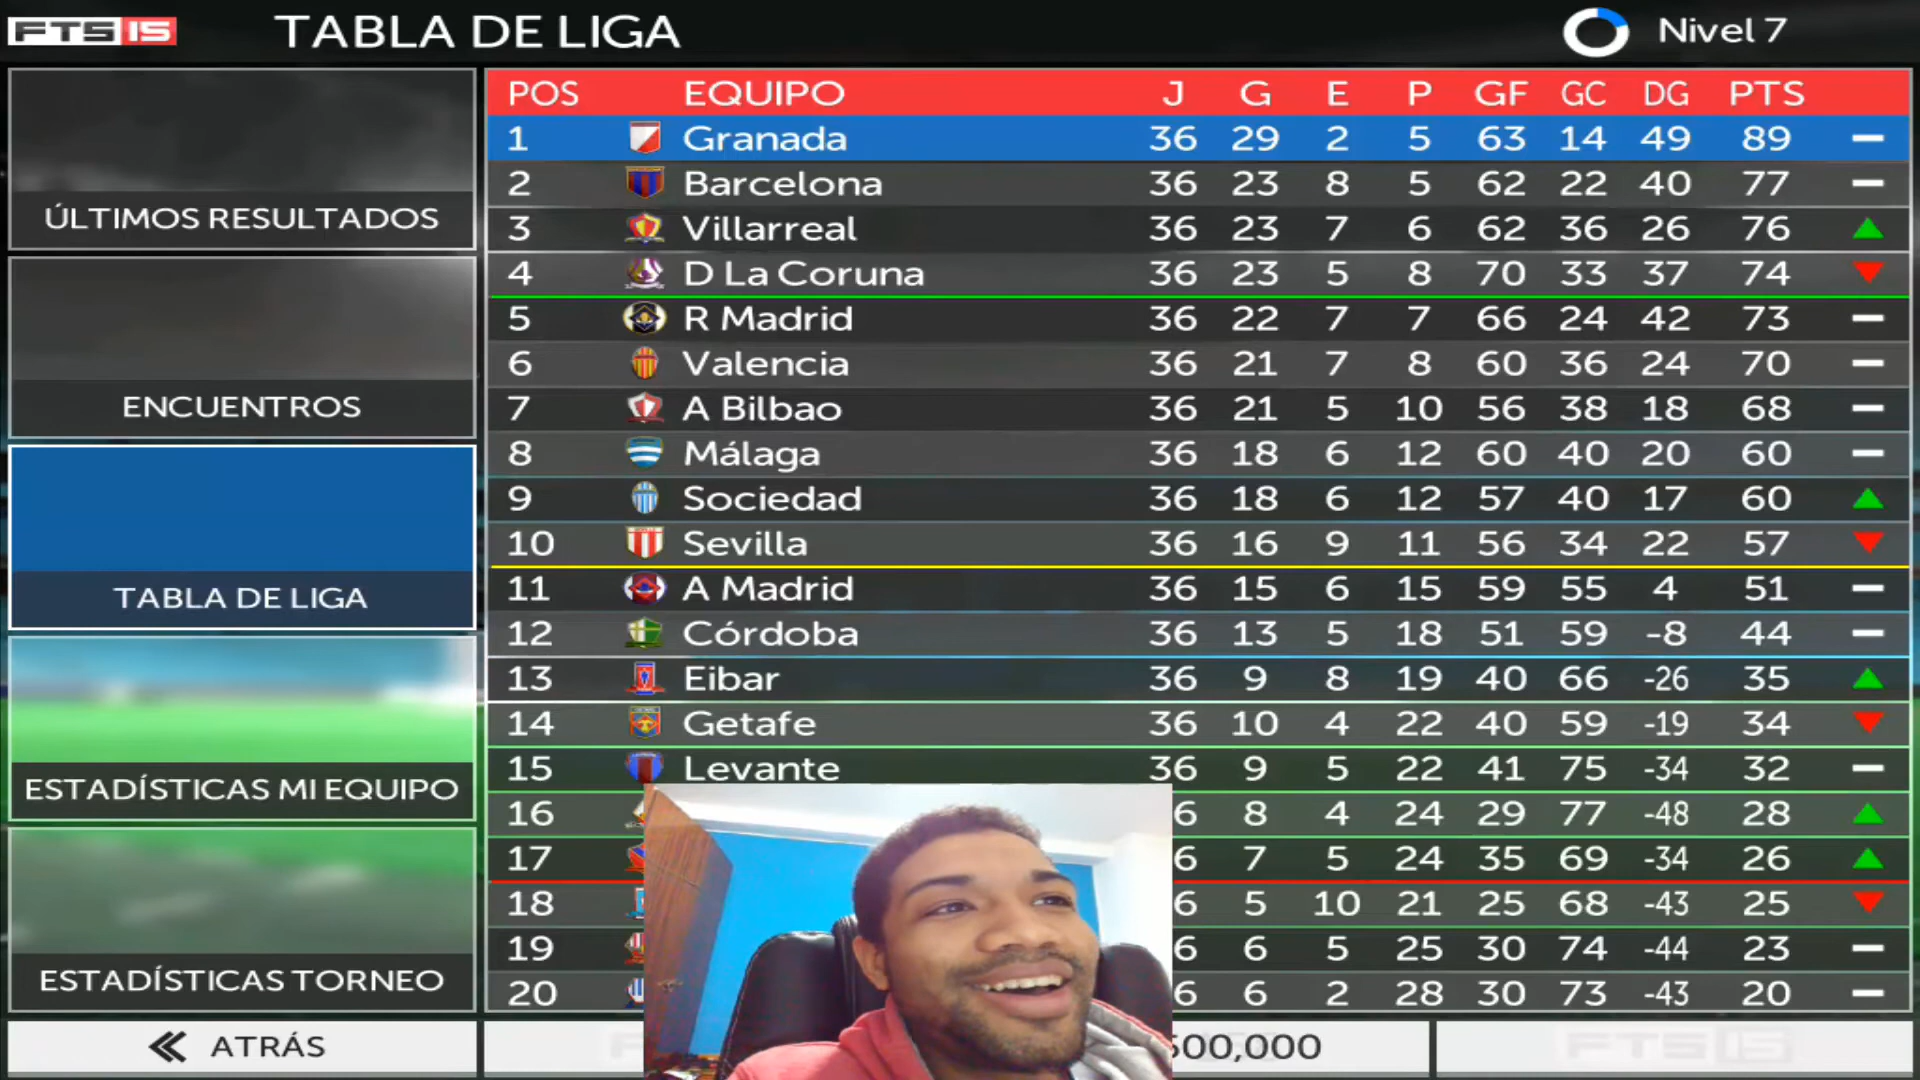 FTS 15
TABLA DE LIGA
Nivel 7
ÚLTIMOS RESULTADOS
ENCUENTROS
TABLA DE LIGA
ESTADÍSTICAS MI EQUIPO
ESTADÍSTICAS TORNEO
POS EQUIPO J G E P GF GC DG PTS
1 Granada 36 29 2 5 63 14 49 89
2 Barcelona 36 23 8 5 62 22 40 77
3 Villarreal 36 23 7 6 62 36 26 76
4 D La Coruna 36 23 5 8 70 33 37 74
5 R Madrid 36 22 7 7 66 24 42 73
6 Valencia 36 21 7 8 60 36 24 70
7 A Bilbao 36 21 5 10 56 38 18 68
8 Málaga 36 18 6 12 60 40 20 60
9 Sociedad 36 18 6 12 57 40 17 60
10 Sevilla 36 16 9 11 56 34 22 57
11 A Madrid 36 15 6 15 59 55 4 51
12 Córdoba 36 13 5 18 51 59 -8 44
13 Eibar 36 9 8 19 40 66 -26 35
14 Getafe 36 10 4 22 40 59 -19 34
15 Levante 36 9 5 22 41 75 -34 32
16 6 8 4 24 29 77 -48 28
17 6 7 5 24 35 69 -34 26
18 6 5 10 21 25 68 -43 25
19 6 6 5 25 30 74 -44 23
20 6 6 2 28 30 73 -43 20
ATRÁS
500,000
FTS 15